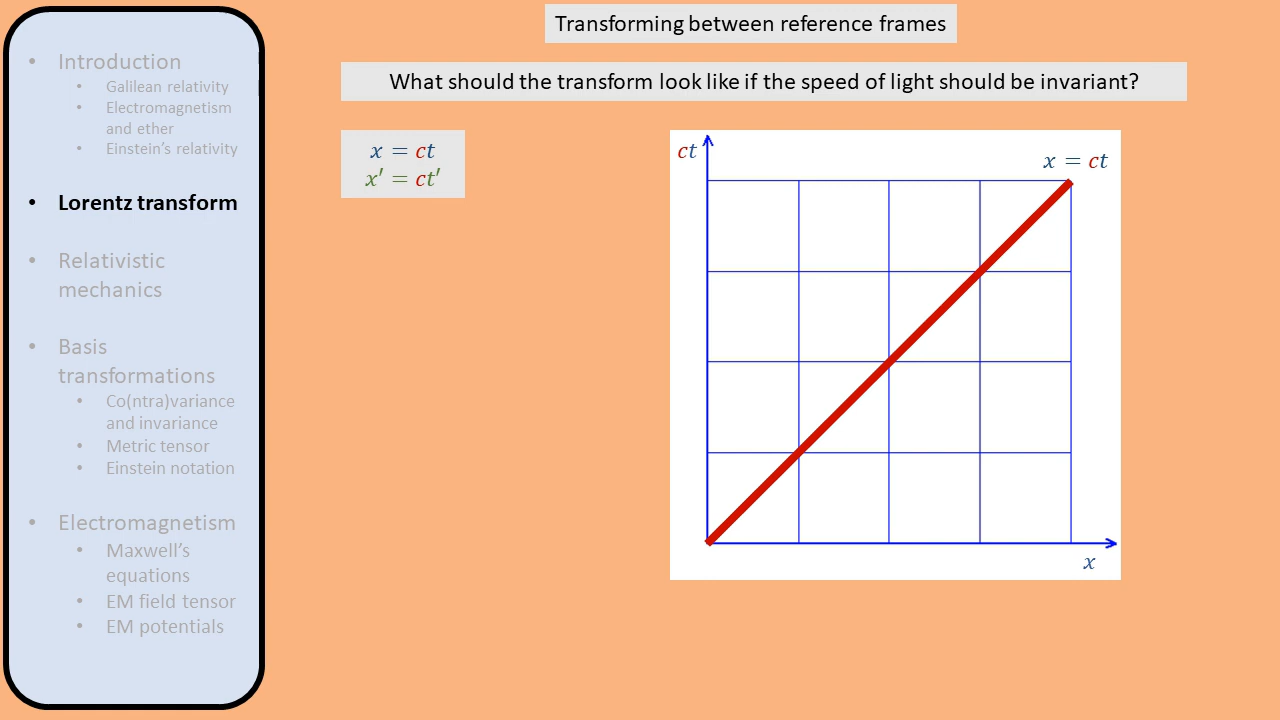 Transforming between reference frames
What should the transform look like if the speed of light should be invariant?
• Introduction
• Galilean relativity
• Electromagnetism
and ether
• Einstein’s relativity
• Lorentz transform
• Relativistic
mechanics
• Basis
transformations
• Co(ntra)variance
and invariance
• Metric tensor
• Einstein notation
• Electromagnetism
• Maxwell’s
equations
• EM field tensor
• EM potentials
x = ct
x′ = ct′
ct
x = ct
x